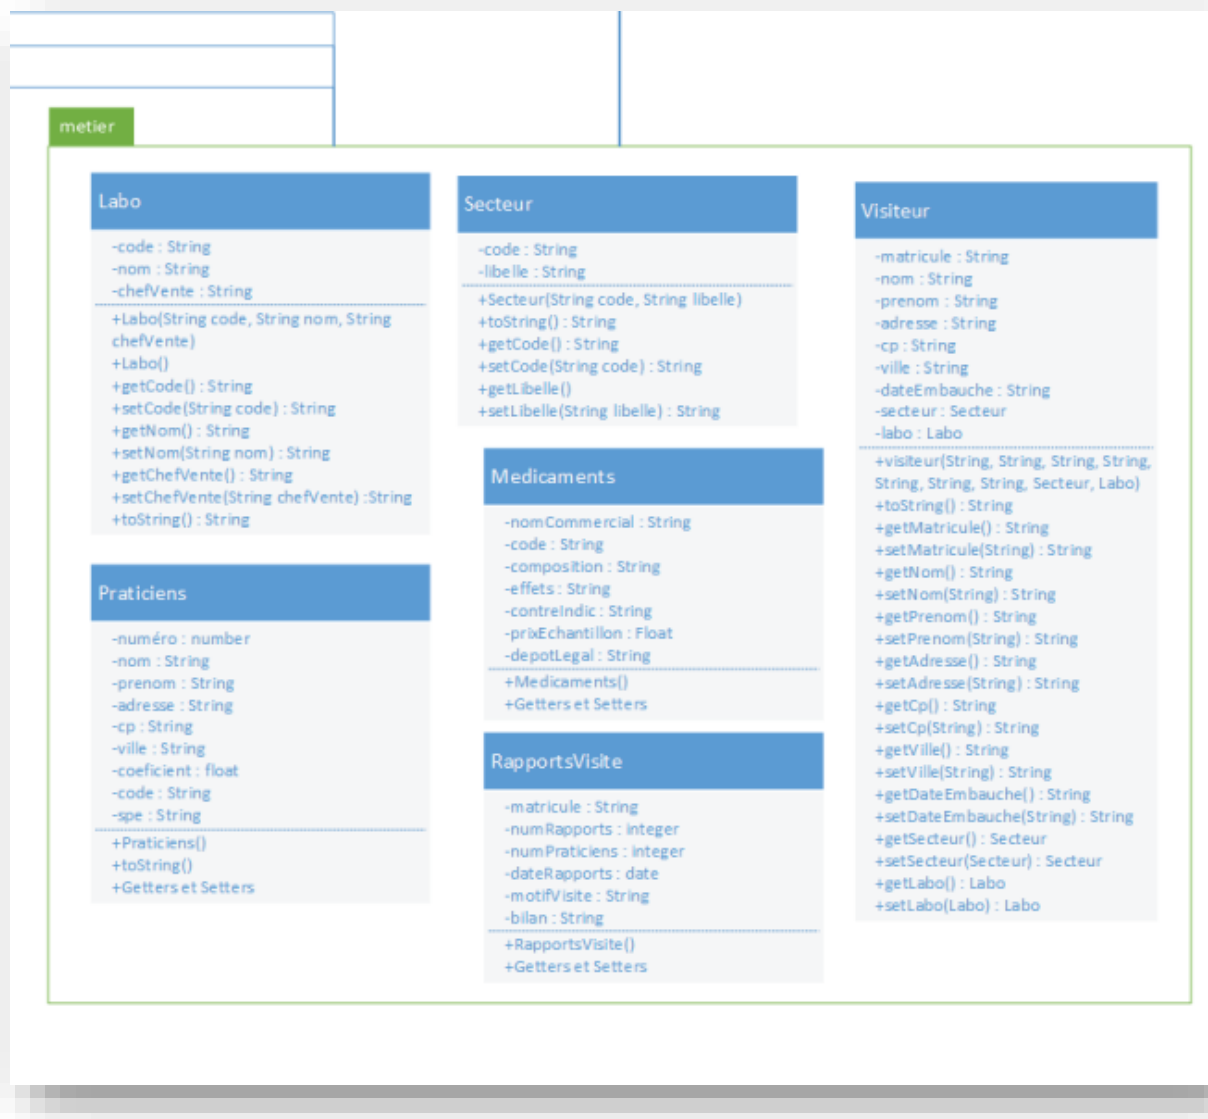 metier
Labo
-code : String
-nom : String
-chefVente : String
+Labo(String code, String nom, String
chefVente)
+Labo()
+getCode() : String
+setCode(String code) : String
+getNom() : String
+setNom(String nom) : String
+getChefVente() : String
+setChefVente(String chefVente) :String
+toString() : String
Praticiens
-numéro : number
-nom : String
-prenom : String
-adresse : String
-cp : String
-ville : String
-coeficient : float
-code : String
-spe : String
+Praticiens()
+toString()
+Getters et Setters
Secteur
-code : String
-libelle : String
+Secteur(String code, String libelle)
+toString() : String
+getCode() : String
+setCode(String code) : String
+getLibelle()
+setLibelle(String libelle) : String
Medicaments
-nomCommercial : String
-code : String
-composition : String
-effets : String
-contreIndic : String
-prixEchantillon : Float
-depotLegal : String
+Medicaments()
+Getters et Setters
RapportsVisite
-matricule : String
-numRapports : integer
-numPraticiens : integer
-dateRapports : date
-motifVisite : String
-bilan : String
+RapportsVisite()
+Getters et Setters
Visiteur
-matricule : String
-nom : String
-prenom : String
-adresse : String
-cp : String
-ville : String
-dateEmbauche : String
-secteur : Secteur
-labo : Labo
+visiteur(String, String, String, String,
String, String, String, Secteur, Labo)
+toString() : String
+getMatricule() : String
+setMatricule(String) : String
+getNom() : String
+setNom(String) : String
+getPrenom() : String
+setPrenom(String) : String
+getAdresse() : String
+setAdresse(String) : String
+getCp() : String
+setCp(String) : String
+getVille() : String
+setVille(String) : String
+getDateEmbauche() : String
+setDateEmbauche(String) : String
+getSecteur() : Secteur
+setSecteur(Secteur) : Secteur
+getLabo() : Labo
+setLabo(Labo) : Labo